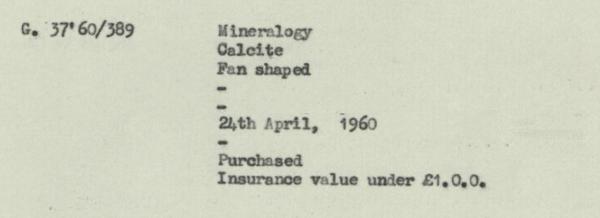 G. 37'60/389 Mineralogy
Calcite
Fan shaped
-
-
24th April, 1960
-
Purchased
Insurance value under £1.0.0.